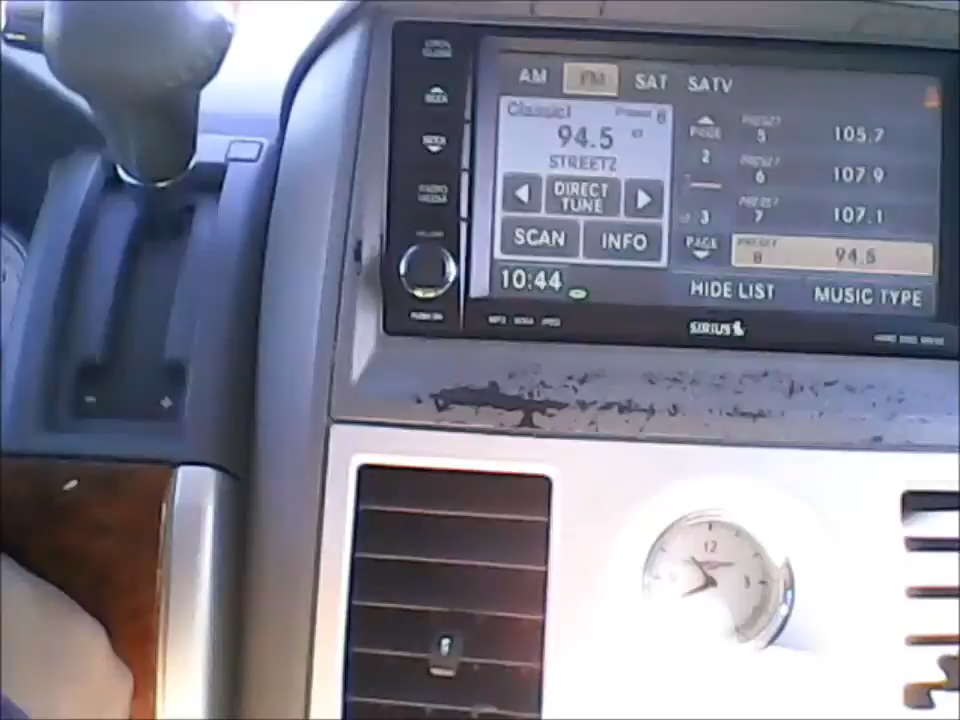 AM FM SAT SATV
Classicl Preset 8
94.5
STREETZ
DIRECT
TUNE
SCAN INFO
10:44
PAGE
2
3
PAGE
PRESET
5 105.7
PRESET
6 107.9
PRESET
7 107.1
PRESET
8 94.5
HIDE LIST MUSIC TYPE
SIRIUS
- +
12